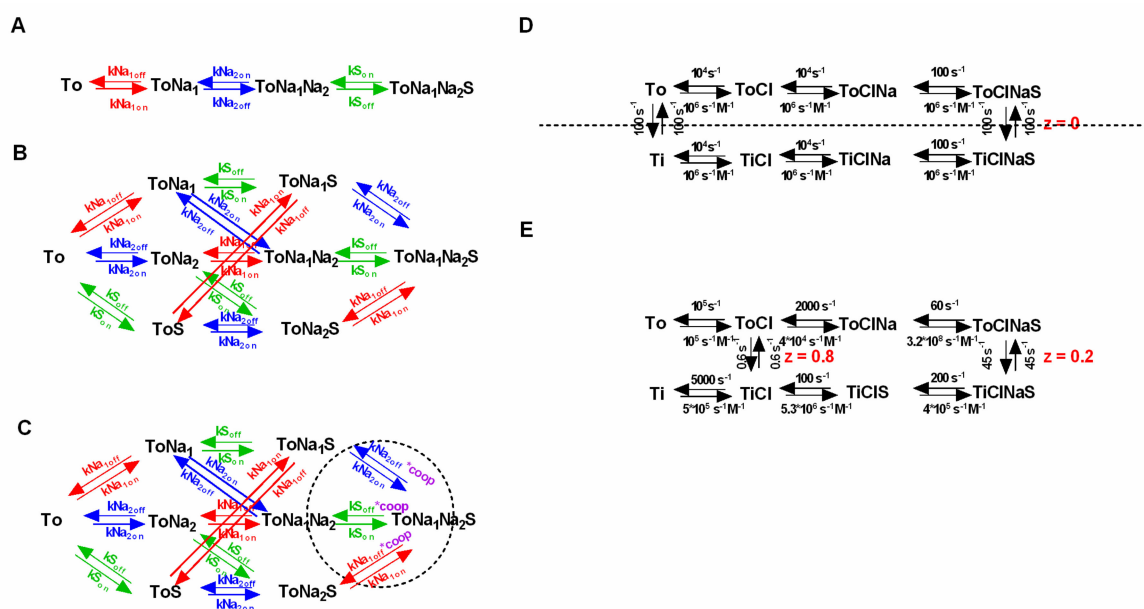 A
To kNa1off kNa1on ToNa1 kNa2on kNa2off ToNa1Na2 kSon kSoff ToNa1Na2S
B
ToNa1 kSoff kSon ToNa1S
kNa1off kNa1on kNa2on kNa2off kNa1on kNa1off kNa2off kNa2on
To kNa2off kNa2on ToNa2 kNa1on kNa1on ToNa1Na2 kSoff kSon ToNa1Na2S
kSoff kSon kSoff kSon kNa1off kNa1on
ToS kNa2off kNa2on ToNa2S
C
ToNa1 kSoff kSon ToNa1S
kNa1off kNa1on kNa2on kNa2off kNa1on kNa1off kNa2off *coop kNa2on
To kNa2off kNa2on ToNa2 kNa1on ToNa1Na2 kSoff *coop kSon ToNa1Na2S
kSoff kSon kSoff kSon kNa1off *coop kNa1on
ToS kNa2off kNa2on ToNa2S
D
10⁴s⁻¹ 10⁴s⁻¹ 100 s⁻¹
To ToCl ToClNa ToClNaS
10⁶ s⁻¹M⁻¹ 10⁶ s⁻¹M⁻¹ 10⁶ s⁻¹M⁻¹
100 s⁻¹ 100 s⁻¹ 100 s⁻¹ 100 s⁻¹ z = 0
10⁴s⁻¹ 10⁴s⁻¹ 100 s⁻¹
Ti TiCl TiClNa TiClNaS
10⁶ s⁻¹M⁻¹ 10⁶ s⁻¹M⁻¹ 10⁶ s⁻¹M⁻¹
E
10⁵s⁻¹ 2000 s⁻¹ 60 s⁻¹
To ToCl ToClNa ToClNaS
10⁵ s⁻¹M⁻¹ 4*10⁴ s⁻¹M⁻¹ 3.2*10⁸ s⁻¹M⁻¹
0.6 s⁻¹ 0.6 s⁻¹ z = 0.8 45 s⁻¹ 45 s⁻¹ z = 0.2
5000 s⁻¹ 100 s⁻¹ 200 s⁻¹
Ti TiCl TiClS TiClNaS
5*10⁵ s⁻¹M⁻¹ 5.3*10⁶ s⁻¹M⁻¹ 4*10⁵ s⁻¹M⁻¹